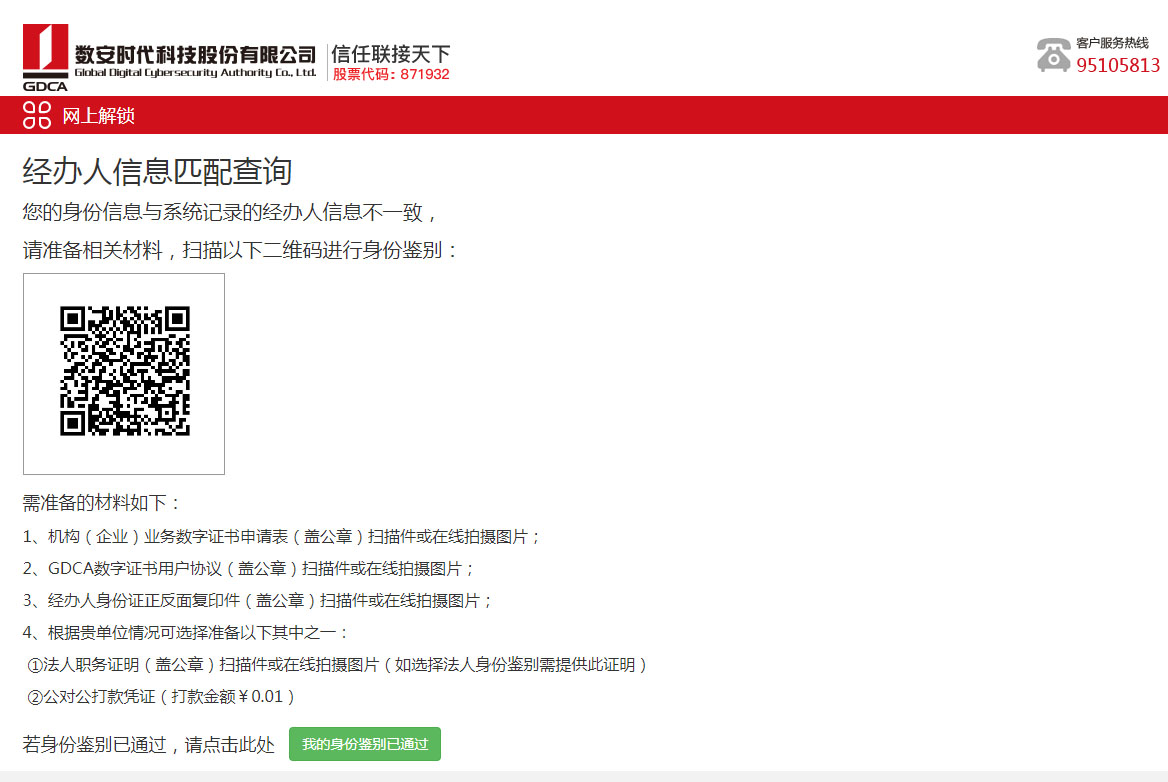 数安时代科技股份有限公司
Global Digital Cybersecurity Authority Co., Ltd.
GDCA
信任联接天下
股票代码：871932
客户服务热线
95105813
网上解锁
经办人信息匹配查询
您的身份信息与系统记录的经办人信息不一致，
请准备相关材料，扫描以下二维码进行身份鉴别：
需准备的材料如下：
1、机构（企业）业务数字证书申请表（盖公章）扫描件或在线拍摄图片；
2、GDCA数字证书用户协议（盖公章）扫描件或在线拍摄图片；
3、经办人身份证正反面复印件（盖公章）扫描件或在线拍摄图片；
4、根据贵单位情况可选择准备以下其中之一：
①法人职务证明（盖公章）扫描件或在线拍摄图片（如选择法人身份鉴别需提供此证明）
②公对公打款凭证（打款金额￥0.01）
若身份鉴别已通过，请点击此处 我的身份鉴别已通过